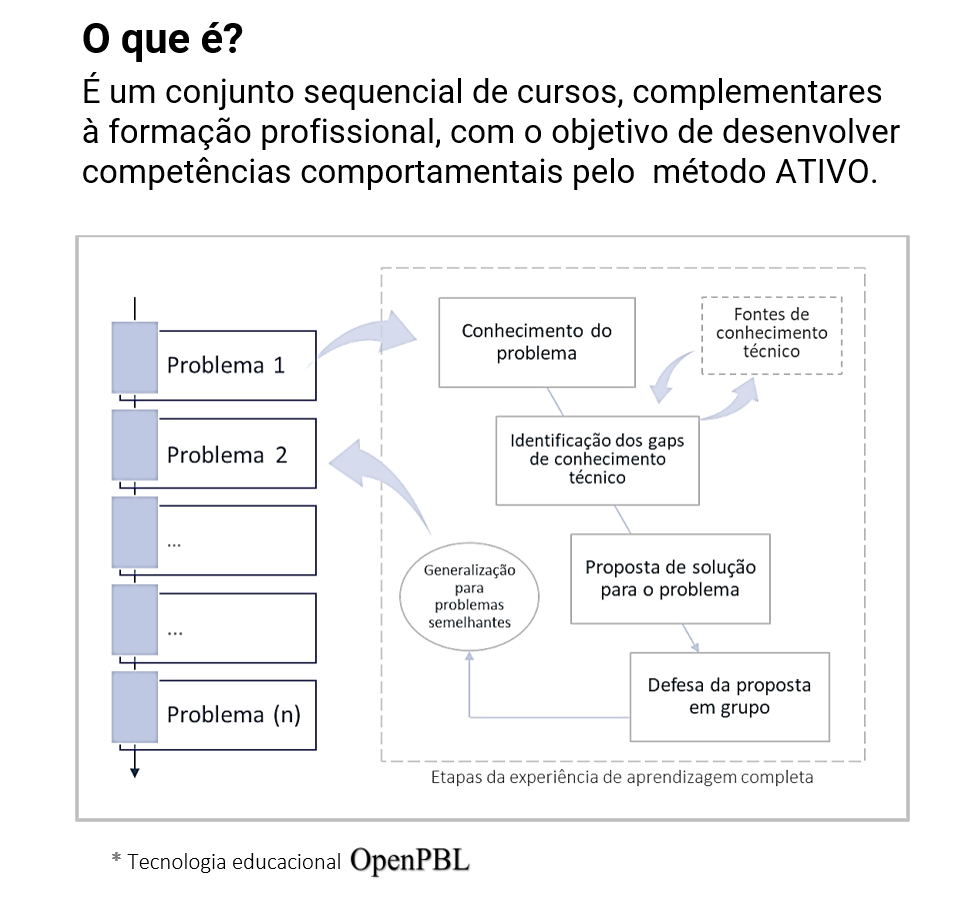 O que é?
É um conjunto sequencial de cursos, complementares
à formação profissional, com o objetivo de desenvolver
competências comportamentais pelo método ATIVO.
Problema 1
Problema 2
...
...
Problema (n)
Conhecimento do
problema
Fontes de
conhecimento
técnico
Identificação dos gaps
de conhecimento
técnico
Proposta de solução
para o problema
Defesa da proposta
em grupo
Generalização
para
problemas
semelhantes
Etapas da experiência de aprendizagem completa
* Tecnologia educacional OpenPBL